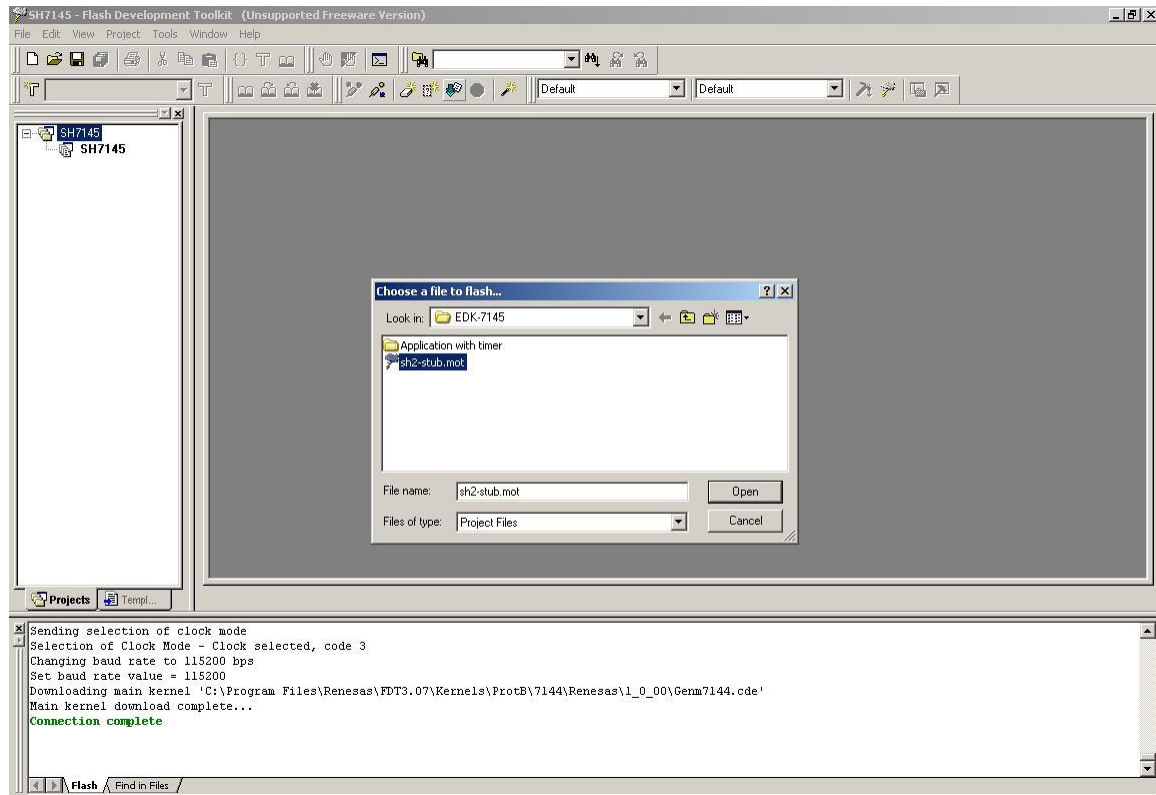 SH7145 - Flash Development Toolkit (Unsupported Freeware Version)
File Edit View Project Tools Window Help
Default Default
SH7145
SH7145
Choose a file to flash...
Look in: EDK-7145
Application with timer
sh2-stub.mot
File name: sh2-stub.mot Open
Files of type: Project Files Cancel
Projects Templ...
Sending selection of clock mode
Selection of Clock Mode - Clock selected, code 3
Changing baud rate to 115200 bps
Set baud rate value = 115200
Downloading main kernel 'C:\Program Files\Renesas\FDT3.07\Kernels\ProtB\7144\Renesas\1_0_00\Genm7144.cde'
Main kernel download complete...
Connection complete
Flash Find in Files